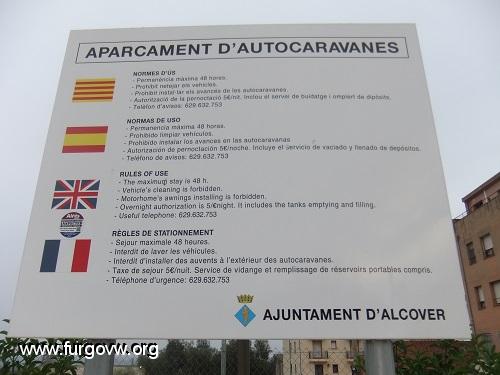 APARCAMENT D'AUTOCARAVANES
NORMES D'US
- Permanència màxima 48 hores.
- Prohibit netejar els vehicles.
- Prohibit instal·lar els avances de les autocaravanes.
- Autorització de la pernoctació 5€/nit. Inclou el servei de buidatge i omplert de dipòsits.
- Telèfon d'avisos: 629.632.753
NORMAS DE USO
- Permanencia máxima 48 horas.
- Prohibido limpiar vehículos.
- Prohibido instalar los avances en las autocaravanas
- Autorización de pernoctación 5€/noche. Incluye el servicio de vaciado y llenado de depósitos.
- Teléfono de avisos: 629.632.753
RULES OF USE
- The maximum stay is 48 h.
- Vehicle's cleaning is forbidden.
- Motorhome's awnings installing is forbidden.
- Overnight authorization is 5€/night. It includes the tanks emptying and filling.
- Useful telephone: 629.632.753
RÈGLES DE STATIONNEMENT
- Sejour maximale 48 heures.
- Interdit de laver les véhicules.
- Interdit d'installer des auvents à l'extérieur des autocaravanes.
- Taxe de sejour 5€/nuit. Service de vidange et remplissage de réservoirs portables compris.
- Téléphone d'urgence: 629.632.753
AJUNTAMENT D'ALCOVER
www.furgovw.org